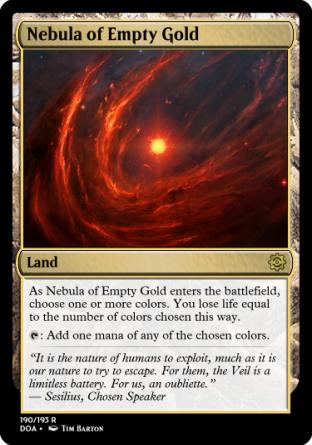 Nebula of Empty Gold
Land
As Nebula of Empty Gold enters the battlefield,
choose one or more colors. You lose life equal
to the number of colors chosen this way.
: Add one mana of any of the chosen colors.
“It is the nature of humans to exploit, much as it is
our nature to try to escape. For them, the Veil is a
limitless battery. For us, an oubliette.”
— Sesilius, Chosen Speaker
190/193 R
DOA • Tim Barton